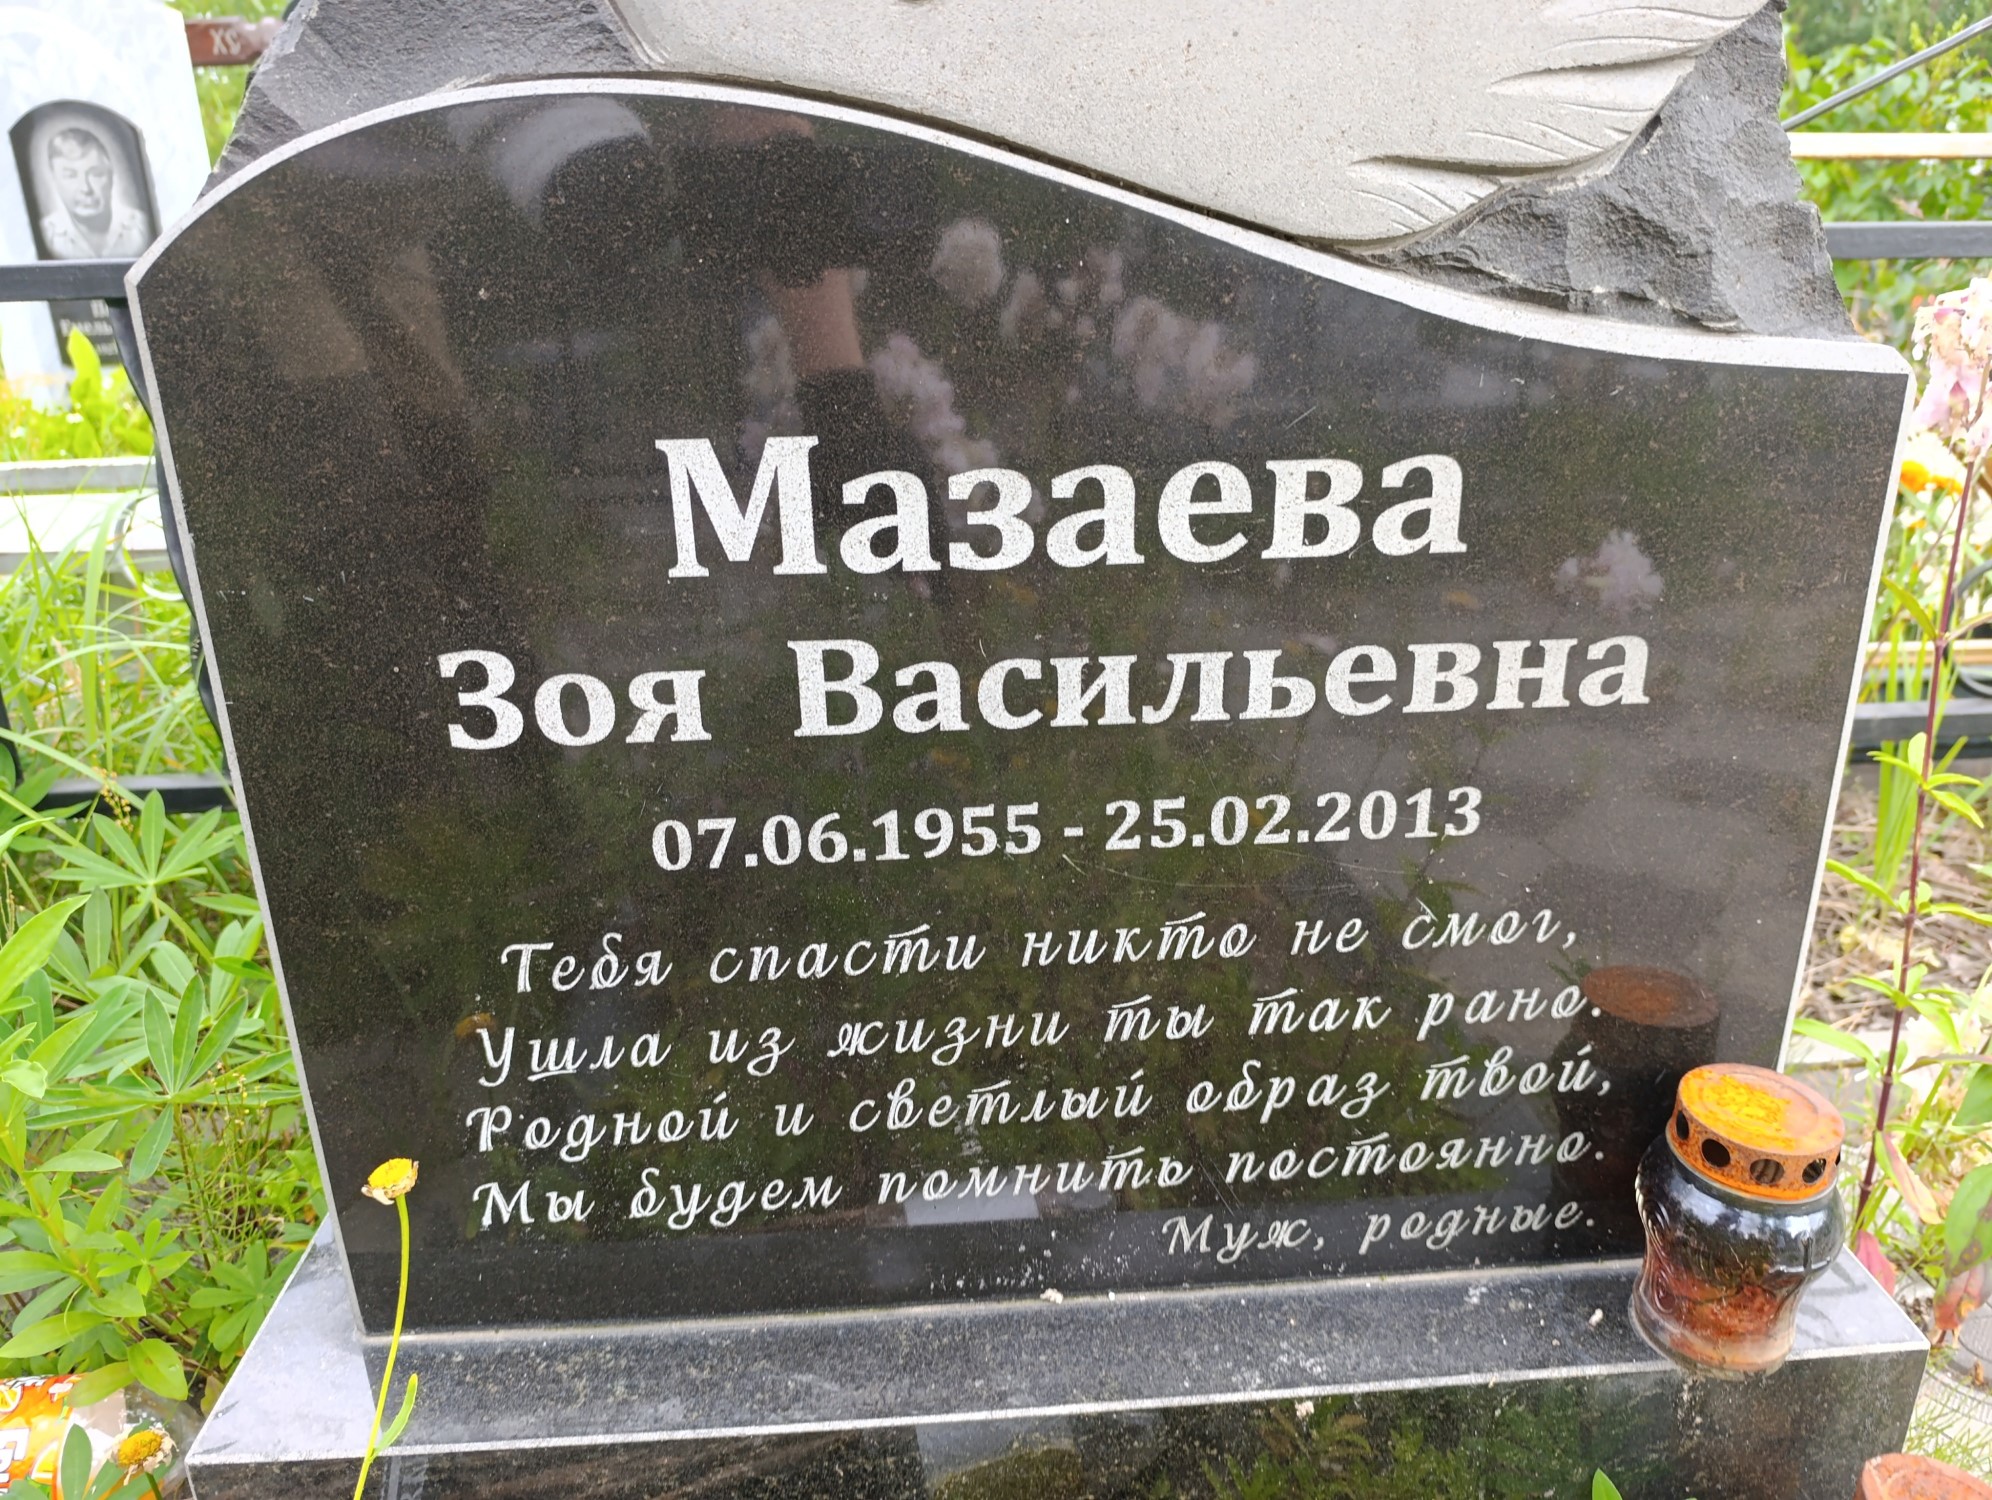 Мазаева
Зоя Васильевна
07.06.1955 - 25.02.2013
Тебя спасти никто не смог,
Ушла из жизни ты так рано.
Родной и светлый образ твой,
Мы будем помнить постоянно.
Муж, родные.